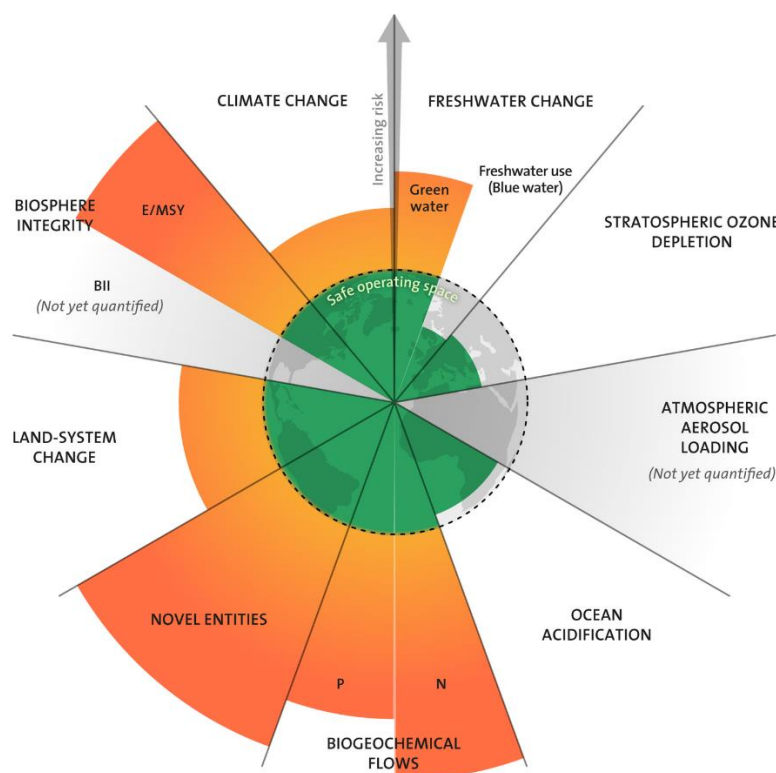 CLIMATE CHANGE
FRESHWATER CHANGE
Increasing risk
Green
water
Freshwater use
(Blue water)
BIOSPHERE
INTEGRITY
E/MSY
STRATOSPHERIC OZONE
DEPLETION
BII
(Not yet quantified)
Safe operating space
LAND-SYSTEM
CHANGE
ATMOSPHERIC
AEROSOL
LOADING
(Not yet quantified)
NOVEL ENTITIES
OCEAN
ACIDIFICATION
P
N
BIOGEOCHEMICAL
FLOWS